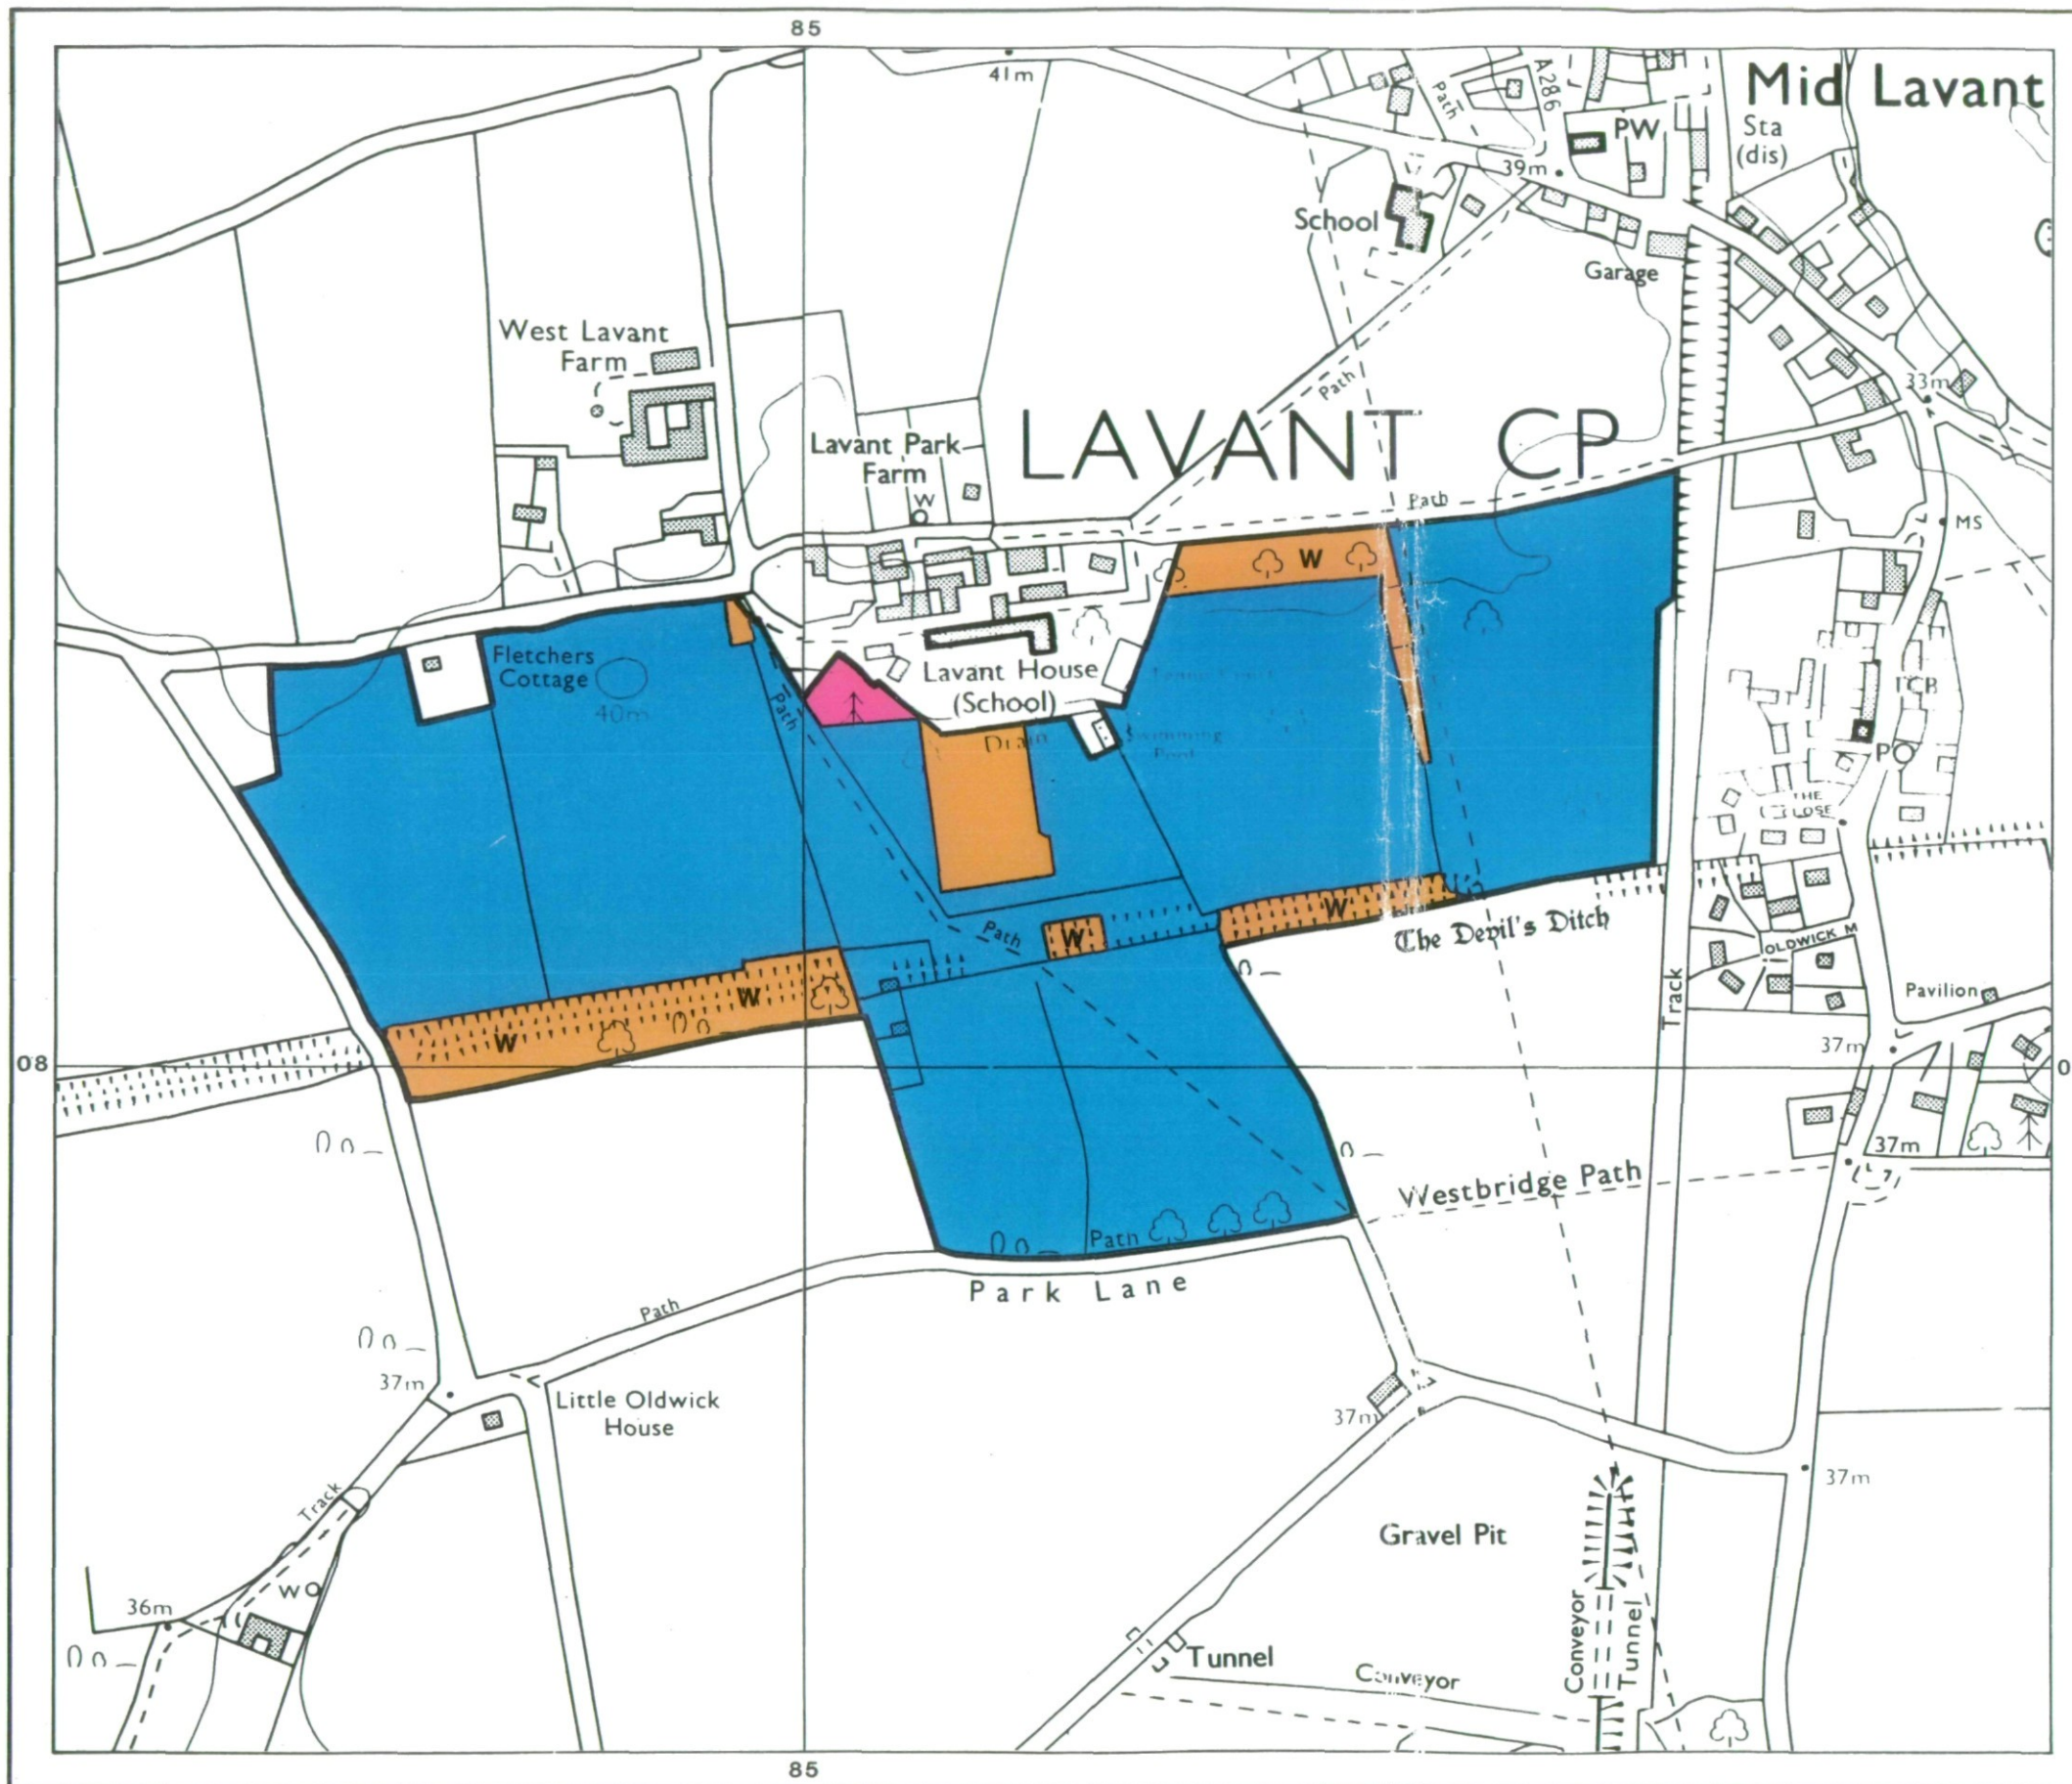 85
41m
Path
A286
Mid Lavant
PW
Sta
(dis)
39m
School
Garage
West Lavant
Farm
Path
33m
LAVANT CP
Lavant Park
Farm
W
Path
MS
W
Fletchers
Cottage
40m
Lavant House
(School)
TCB
Path
Drain
Swimming
Pool
PO
THE
CLOSE
W
W
Path
The Devil's Ditch
OLDWICK M
W
Track
Pavilion
W
08
37m
0
37m
Westbridge Path
Path
Park Lane
Path
37m
Little Oldwick
House
37m
37m
Track
Gravel Pit
W
36m
Conveyor
Tunnel
Tunnel
Conveyor
85